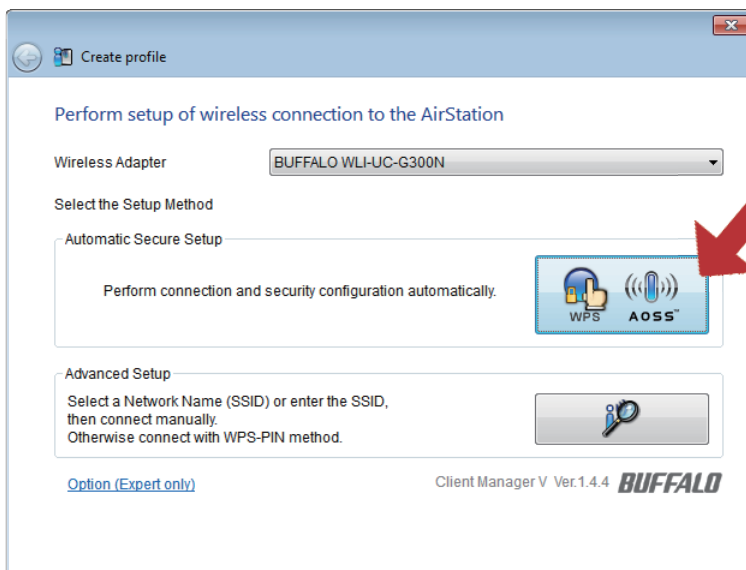 Create profile
Perform setup of wireless connection to the AirStation
Wireless Adapter
BUFFALO WLI-UC-G300N
Select the Setup Method
Automatic Secure Setup
Perform connection and security configuration automatically.
WPS
AOSS™
Advanced Setup
Select a Network Name (SSID) or enter the SSID,
then connect manually.
Otherwise connect with WPS-PIN method.
Option (Expert only)
Client Manager V Ver.1.4.4 BUFFALO